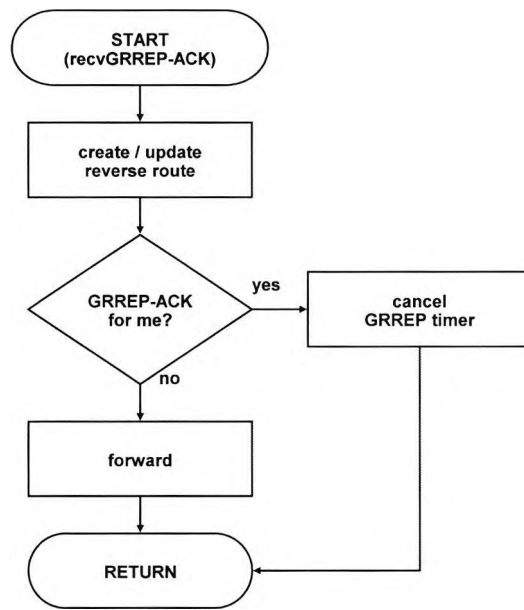 START
(recvGRREP-ACK)
create / update
reverse route
GRREP-ACK
for me?
yes
cancel
GRREP timer
no
forward
RETURN